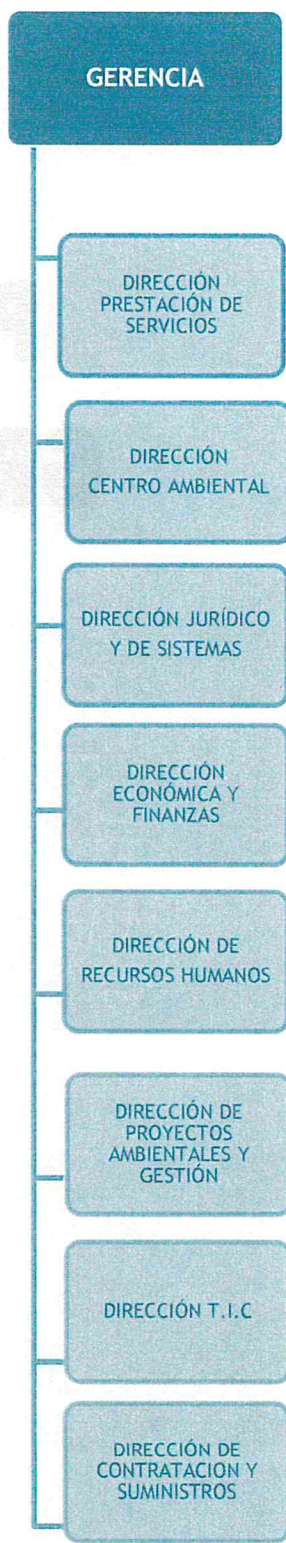 GERENCIA
DIRECCIÓN
PRESTACIÓN DE
SERVICIOS
DIRECCIÓN
CENTRO AMBIENTAL
DIRECCIÓN JURÍDICO
Y DE SISTEMAS
DIRECCIÓN
ECONÓMICA Y
FINANZAS
DIRECCIÓN DE
RECURSOS HUMANOS
DIRECCIÓN DE
PROYECTOS
AMBIENTALES Y
GESTIÓN
DIRECCIÓN T.I.C
DIRECCIÓN DE
CONTRATACION Y
SUMINISTROS